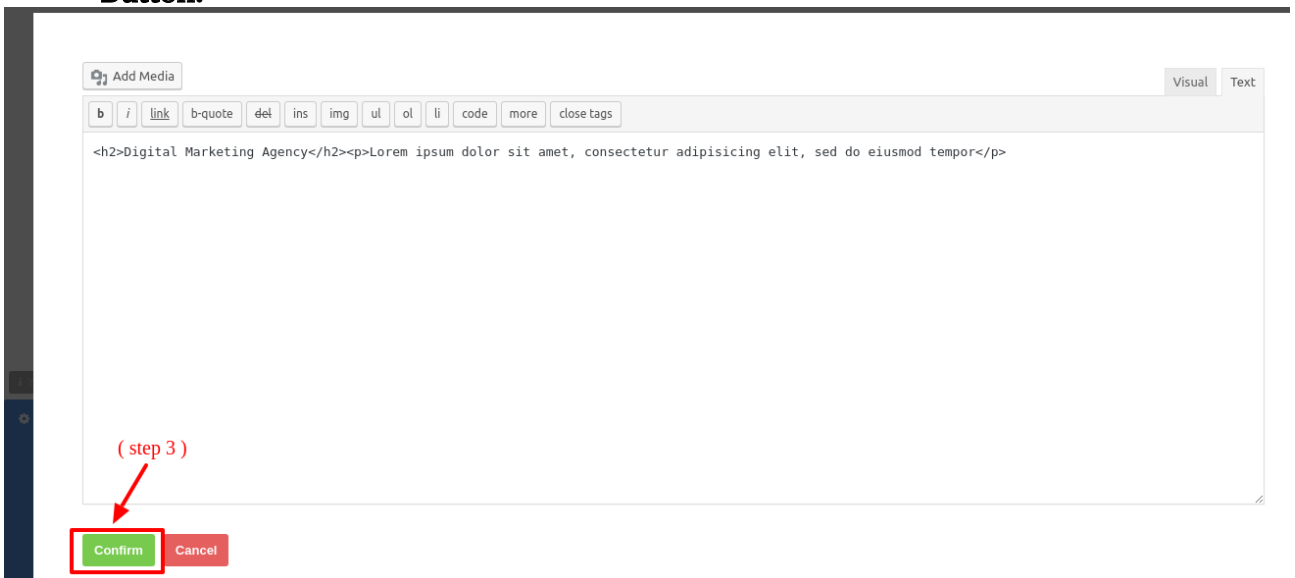 Button.
Add Media
Visual Text
b i link b-quote del ins img ul ol li code more close tags
<h2>Digital Marketing Agency</h2><p>Lorem ipsum dolor sit amet, consectetur adipisicing elit, sed do eiusmod tempor</p>
( step 3 )
Confirm Cancel